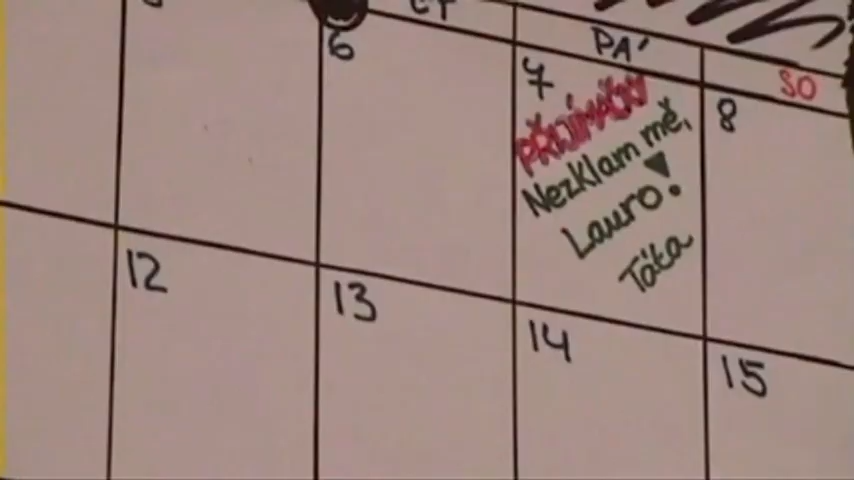 ČT
PÁ
SO
6
7
8
PŘIJÍMAČKY
Nezklam mě,
Lauro!
Táta
12
13
14
15